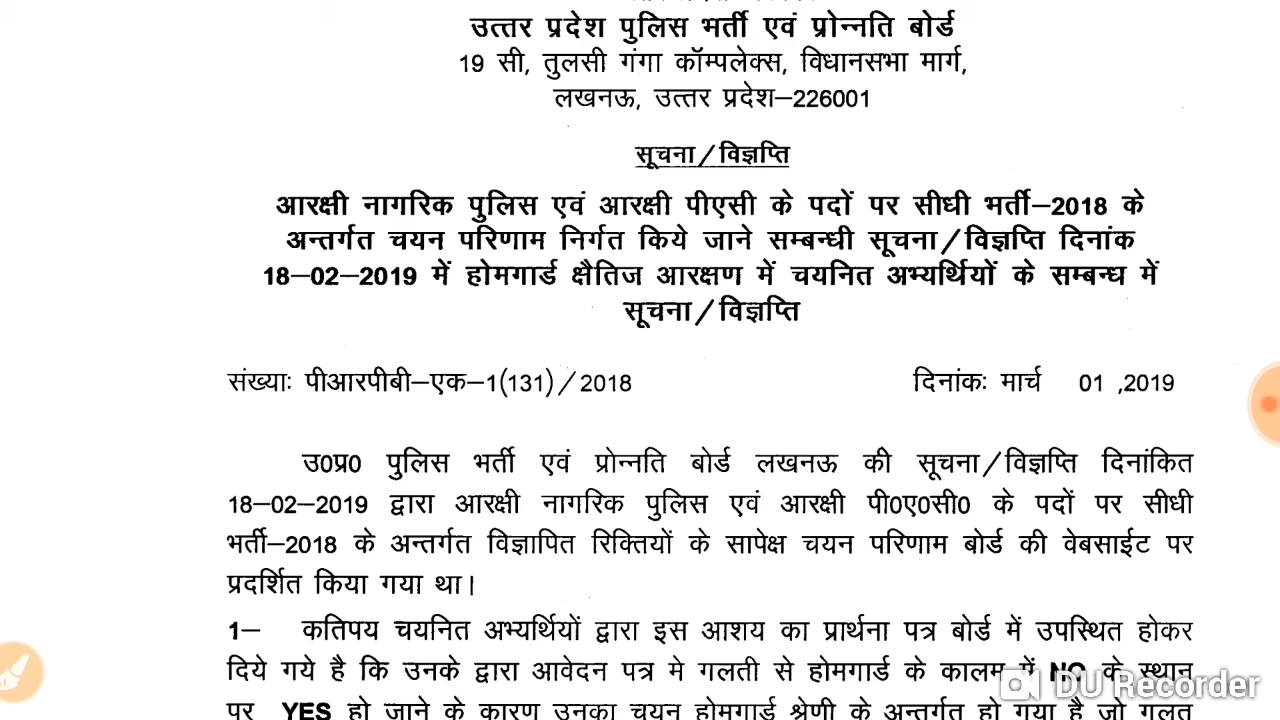 उत्तर प्रदेश पुलिस भर्ती एवं प्रोन्नति बोर्ड
19 सी, तुलसी गंगा कॉम्पलेक्स, विधानसभा मार्ग,
लखनऊ, उत्तर प्रदेश–226001
सूचना/विज्ञप्ति
आरक्षी नागरिक पुलिस एवं आरक्षी पीएसी के पदों पर सीधी भर्ती–2018 के
अन्तर्गत चयन परिणाम निर्गत किये जाने सम्बन्धी सूचना/विज्ञप्ति दिनांक
18–02–2019 में होमगार्ड क्षैतिज आरक्षण में चयनित अभ्यर्थियों के सम्बन्ध में
सूचना/विज्ञप्ति
संख्याः पीआरपीबी–एक–1(131)/2018 दिनांकः मार्च 01 ,2019
उ0प्र0 पुलिस भर्ती एवं प्रोन्नति बोर्ड लखनऊ की सूचना/विज्ञप्ति दिनांकित
18–02–2019 द्वारा आरक्षी नागरिक पुलिस एवं आरक्षी पी0ए0सी0 के पदों पर सीधी
भर्ती–2018 के अन्तर्गत विज्ञापित रिक्तियों के सापेक्ष चयन परिणाम बोर्ड की वेबसाईट पर
प्रदर्शित किया गया था।
1– कतिपय चयनित अभ्यर्थियों द्वारा इस आशय का प्रार्थना पत्र बोर्ड में उपस्थित होकर
दिये गये है कि उनके द्वारा आवेदन पत्र मे गलती से होमगार्ड के कालम में NO के स्थान
पर YES हो जाने के कारण उनका चयन होमगार्ड श्रेणी के अन्तर्गत हो गया है जो गलत
DU Recorder